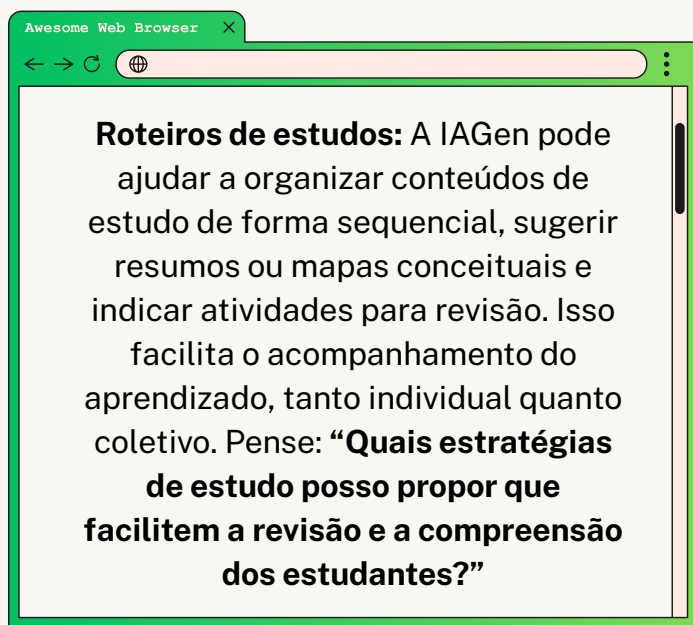 Awesome Web Browser
Roteiros de estudos: A IAGen pode
ajudar a organizar conteúdos de
estudo de forma sequencial, sugerir
resumos ou mapas conceituais e
indicar atividades para revisão. Isso
facilita o acompanhamento do
aprendizado, tanto individual quanto
coletivo. Pense: “Quais estratégias
de estudo posso propor que
facilitem a revisão e a compreensão
dos estudantes?”